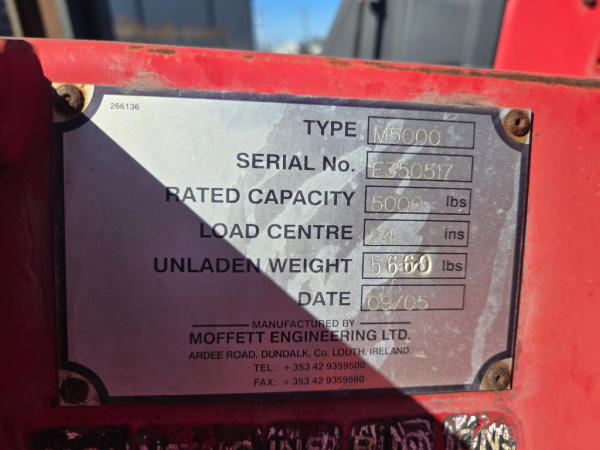 266136
TYPE M5000
SERIAL No. E350517
RATED CAPACITY 5000 lbs
LOAD CENTRE 24 ins
UNLADEN WEIGHT 5660 lbs
DATE 09/05
MANUFACTURED BY
MOFFETT ENGINEERING LTD.
ARDEE ROAD, DUNDALK, Co. LOUTH, IRELAND
TEL: + 353 42 9359500
FAX: + 353 42 9359590